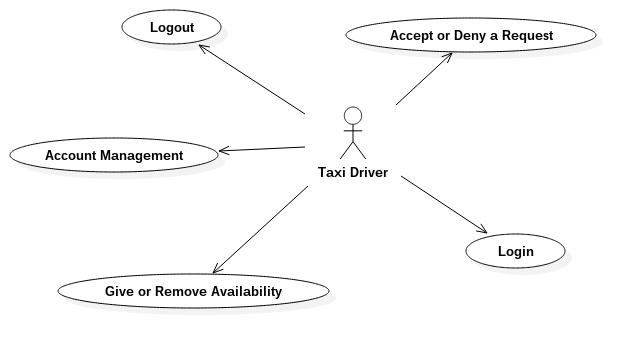 Logout
Accept or Deny a Request
Account Management
Taxi Driver
Login
Give or Remove Availability